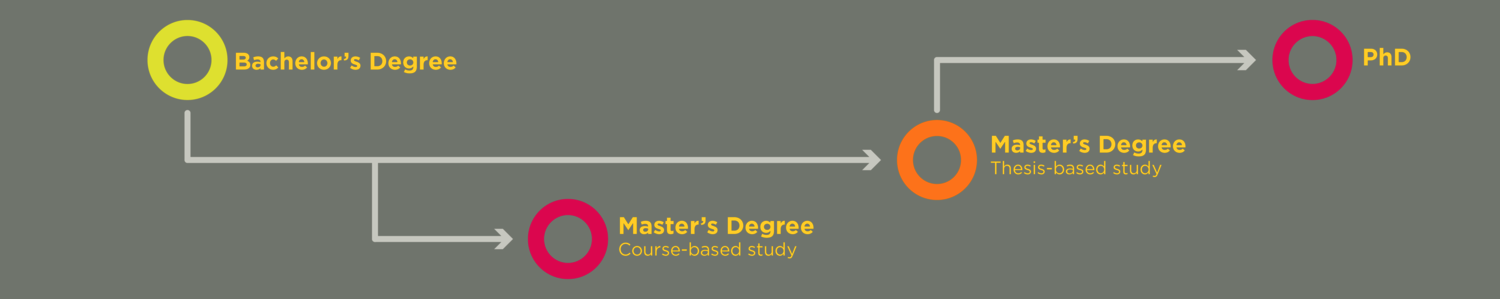 Bachelor’s Degree
PhD
Master’s Degree
Thesis-based study
Master’s Degree
Course-based study